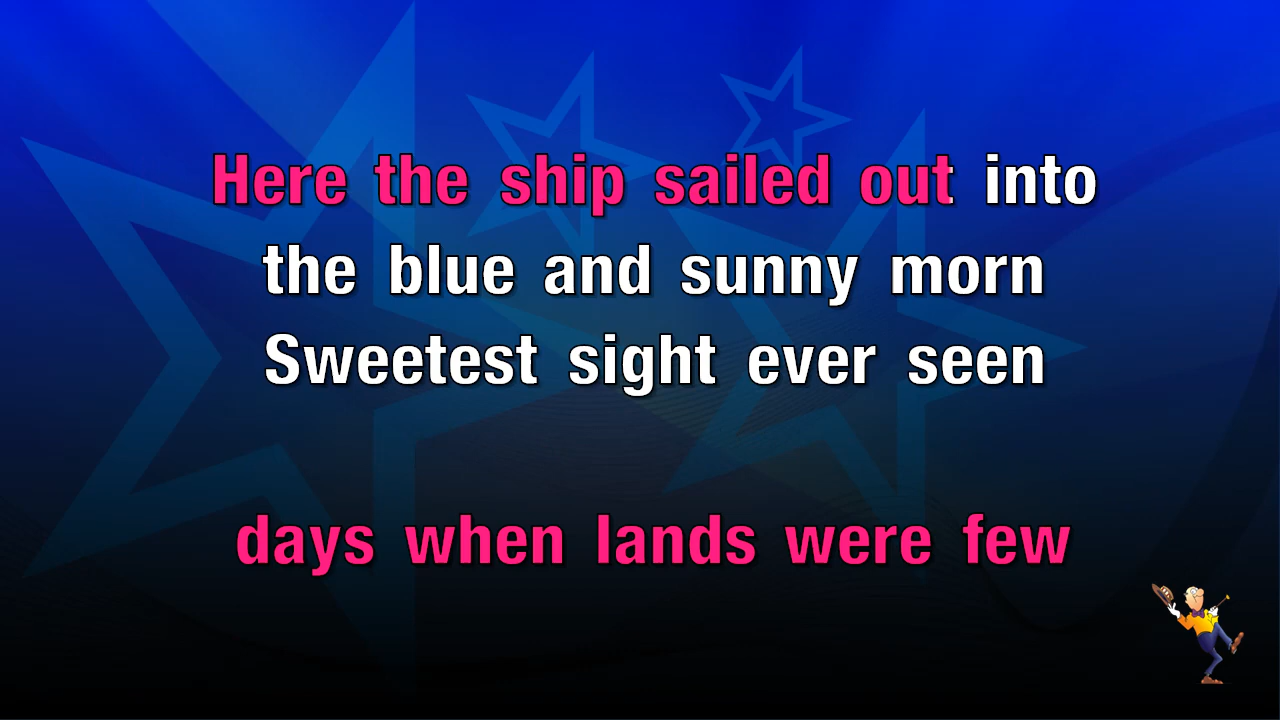 Here the ship sailed out into
the blue and sunny morn
Sweetest sight ever seen
days when lands were few